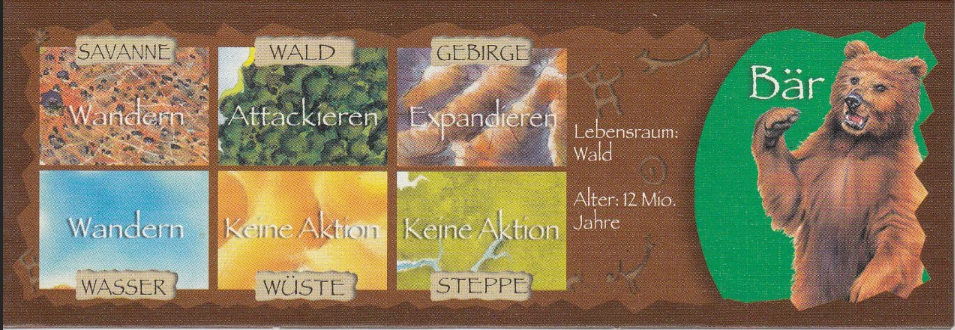 SAVANNE
WALD
GEBIRGE
Wandern
Attackieren
Expandieren
Wandern
Keine Aktion
Keine Aktion
WASSER
WÜSTE
STEPPE
Lebensraum:
Wald
Alter: 12 Mio.
Jahre
Bär